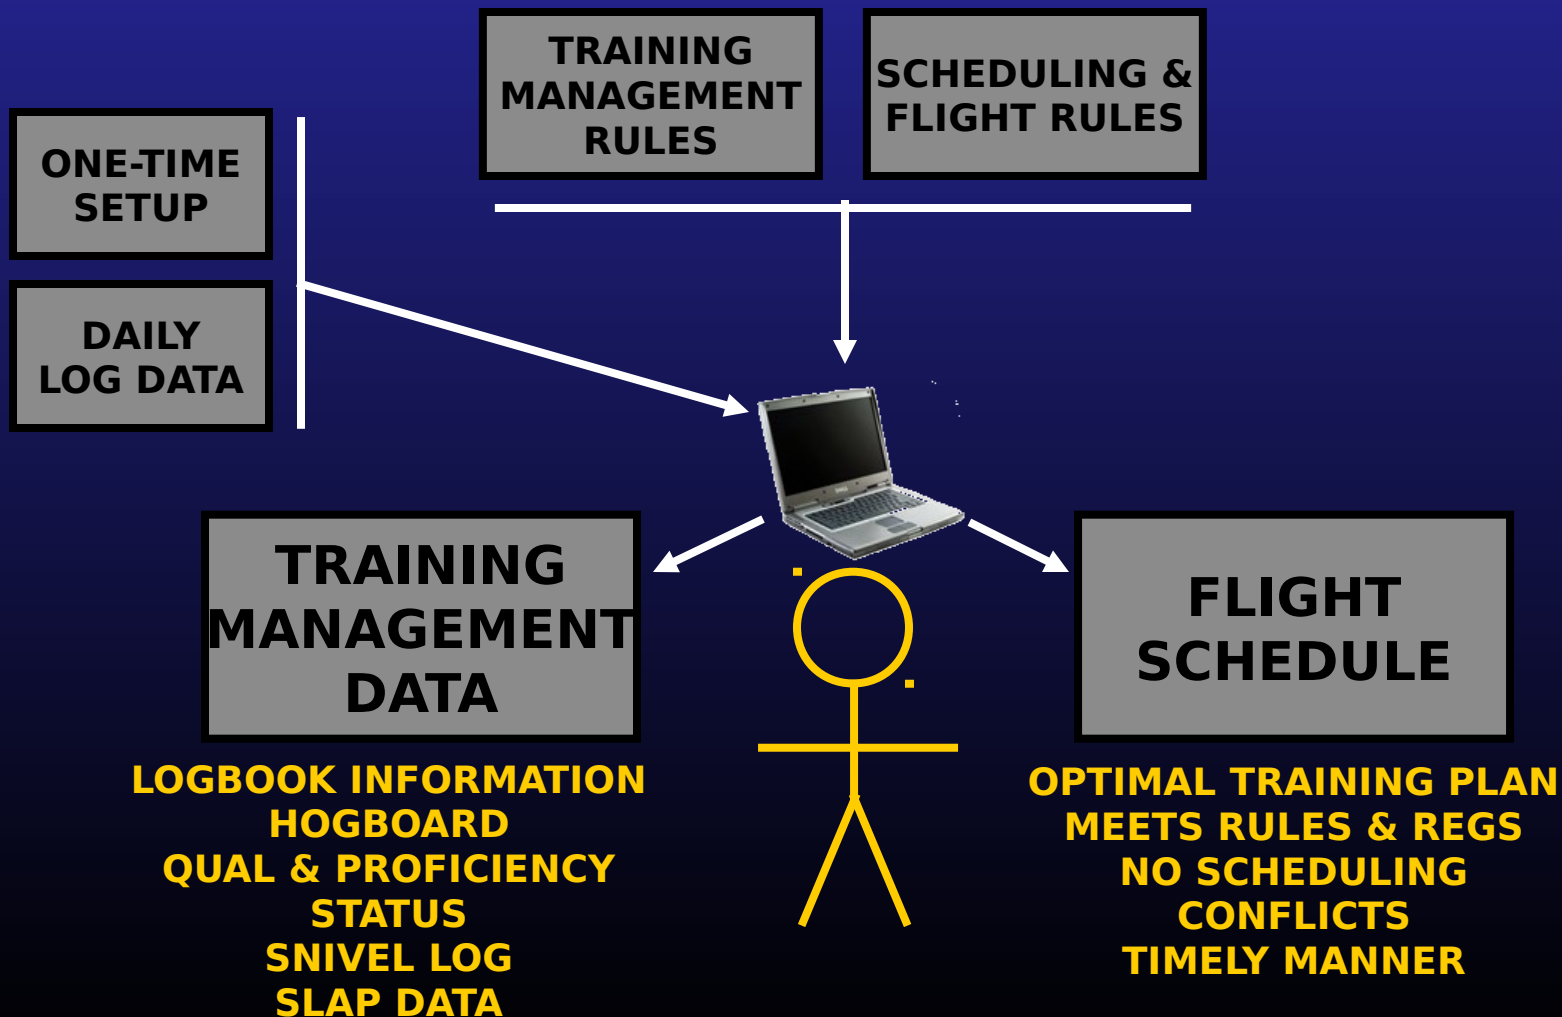 TRAINING
MANAGEMENT
RULES
SCHEDULING &
FLIGHT RULES
ONE-TIME
SETUP
DAILY
LOG DATA
TRAINING
MANAGEMENT
DATA
FLIGHT
SCHEDULE
LOGBOOK INFORMATION
HOGBOARD
QUAL & PROFICIENCY
STATUS
SNIVEL LOG
SLAP DATA
OPTIMAL TRAINING PLAN
MEETS RULES & REGS
NO SCHEDULING
CONFLICTS
TIMELY MANNER